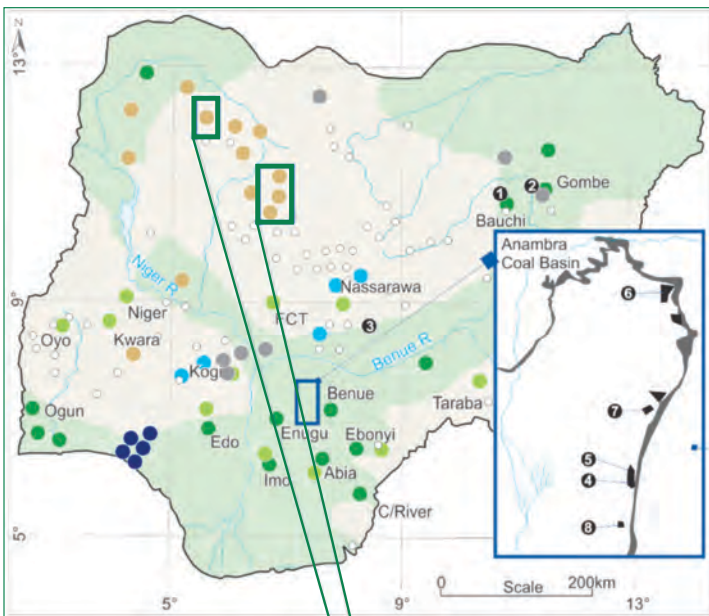 N
13°
1
2
Gombe
Bauchi
Anambra
Coal Basin
6
Niger R
9°
Nassarawa
Niger
FCT
3
Oyo
Kwara
Benue R
Kogi
7
Benue
Taraba
Ogun
Edo
Enugu
Ebonyi
5
4
Imo
Abia
C/River
8
5°
5°
9°
0
200km
13°
Scale